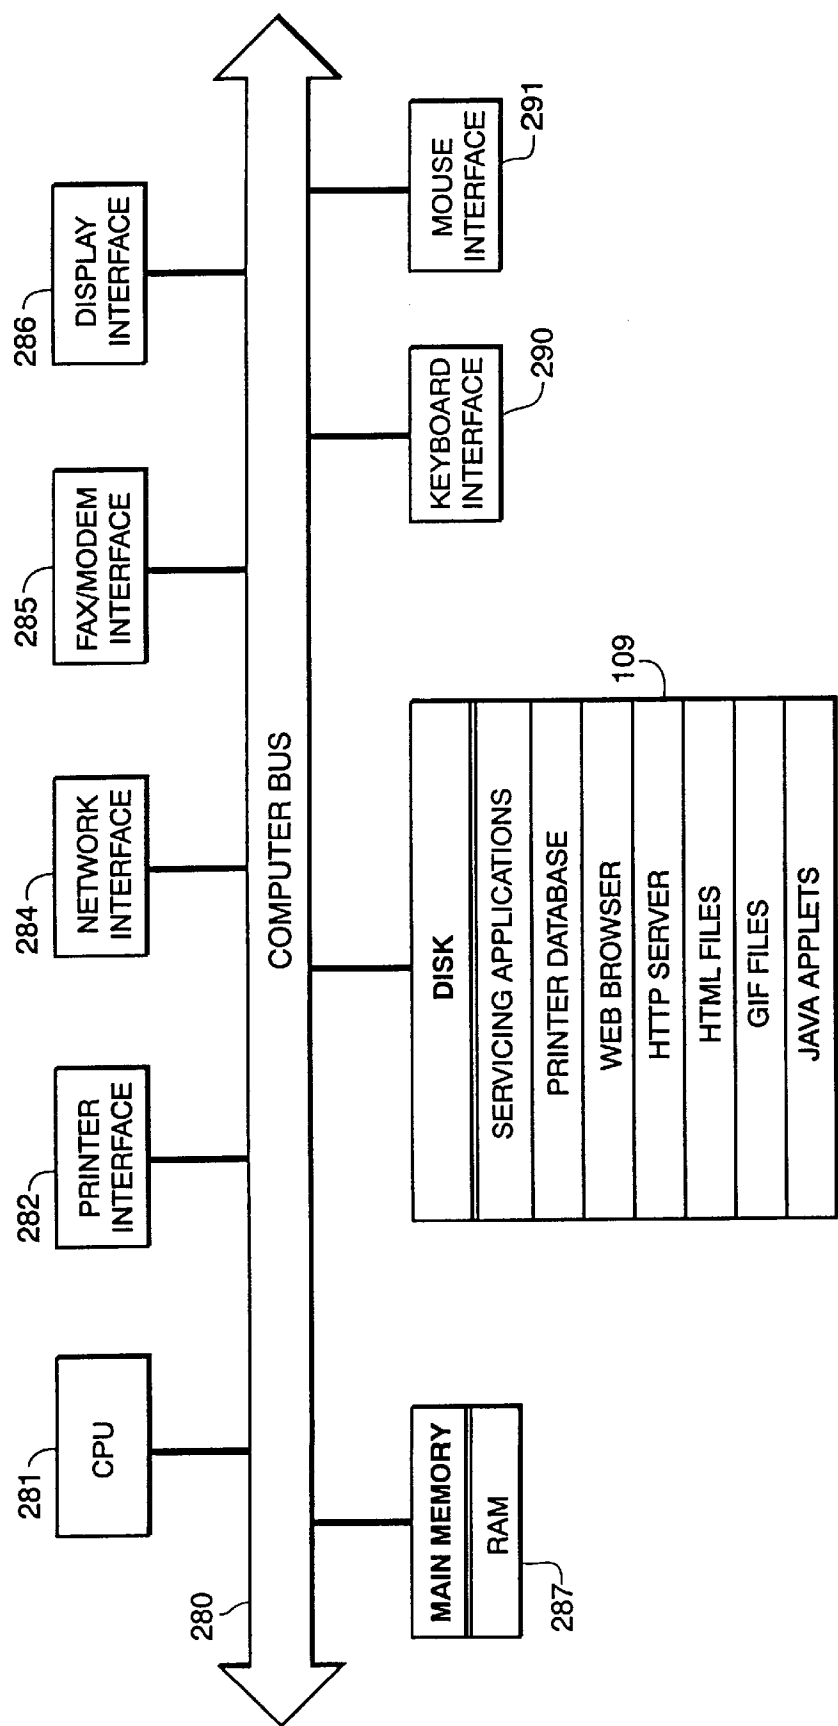 281
CPU
282
PRINTER
INTERFACE
284
NETWORK
INTERFACE
285
FAX/MODEM
INTERFACE
286
DISPLAY
INTERFACE
280
COMPUTER BUS
MAIN MEMORY
RAM
287
DISK
SERVICING APPLICATIONS
PRINTER DATABASE
WEB BROWSER
HTTP SERVER
HTML FILES
GIF FILES
JAVA APPLETS
109
KEYBOARD
INTERFACE
290
MOUSE
INTERFACE
291